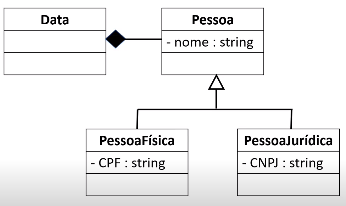 Data
Pessoa
- nome : string
PessoaFísica
- CPF : string
PessoaJurídica
- CNPJ : string